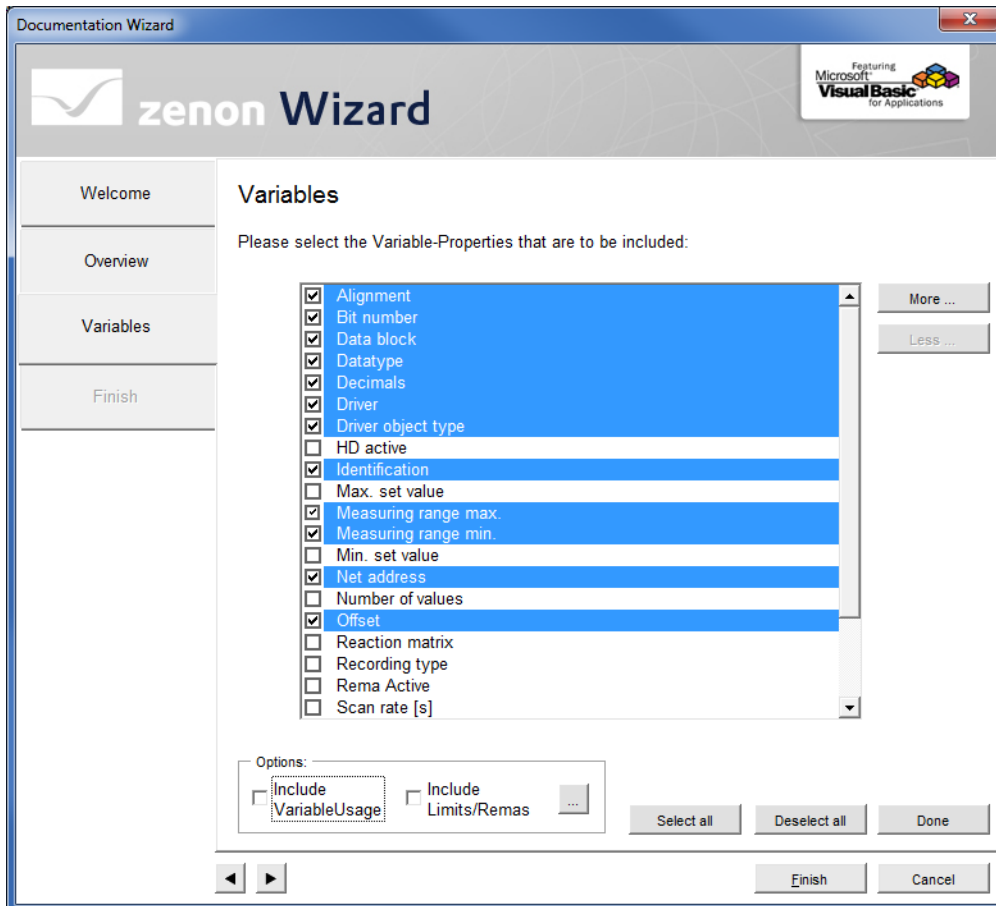 Documentation Wizard
zenon Wizard
Featuring
Microsoft®
Visual Basic®
for Applications
Welcome
Overview
Variables
Finish
Variables
Please select the Variable-Properties that are to be included:
Alignment
Bit number
Data block
Datatype
Decimals
Driver
Driver object type
HD active
Identification
Max. set value
Measuring range max.
Measuring range min.
Min. set value
Net address
Number of values
Offset
Reaction matrix
Recording type
Rema Active
Scan rate [s]
More ...
Less ...
Options:
Include
VariableUsage
Include
Limits/Remas
...
Select all
Deselect all
Done
Finish
Cancel